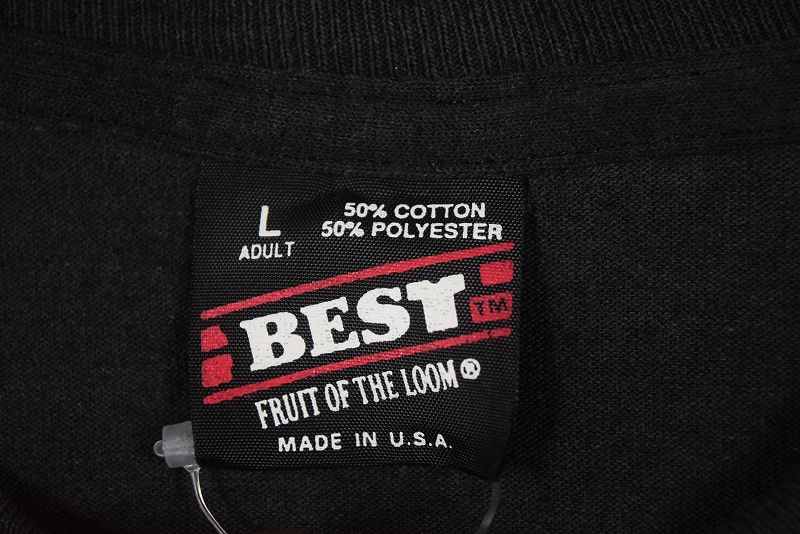 L
ADULT
50% COTTON
50% POLYESTER
BEST TM
FRUIT OF THE LOOM®
MADE IN U.S.A.